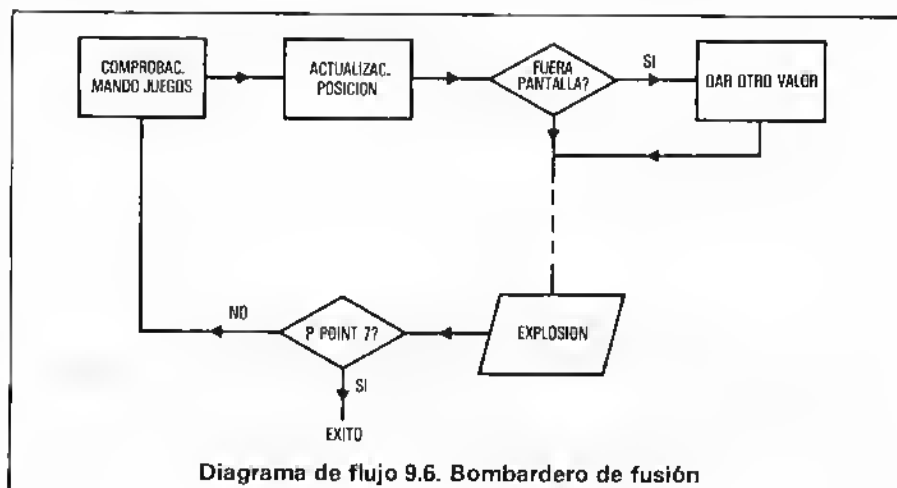 COMPROBAC.
MANDO JUEGOS
ACTUALIZAC.
POSICION
FUERA
PANTALLA?
SI
DAR OTRO VALOR
NO
P POINT 7?
EXPLOSION
SI
EXITO
Diagrama de flujo 9.6. Bombardero de fusión